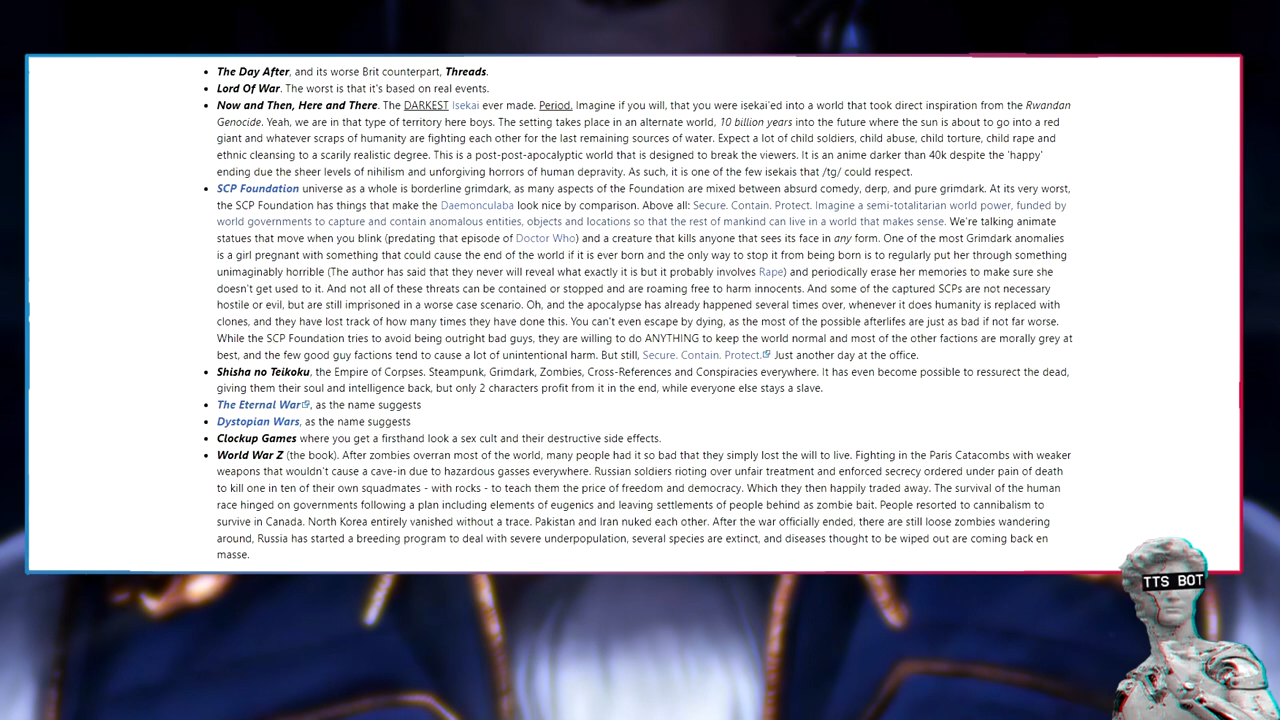 The Day After, and its worse Brit counterpart, Threads.
Lord Of War. The worst is that it's based on real events.
Now and Then, Here and There. The DARKEST Isekai ever made. Period. Imagine if you will, that you were isekai'ed into a world that took direct inspiration from the Rwandan
Genocide. Yeah, we are in that type of territory here boys. The setting takes place in an alternate world, 10 billion years into the future where the sun is about to go into a red
giant and whatever scraps of humanity are fighting each other for the last remaining sources of water. Expect a lot of child soldiers, child abuse, child torture, child rape and
ethnic cleansing to a scarily realistic degree. This is a post-post-apocalyptic world that is designed to break the viewers. It is an anime darker than 40k despite the 'happy'
ending due the sheer levels of nihilism and unforgiving horrors of human depravity. As such, it is one of the few isekais that /tg/ could respect.
SCP Foundation universe as a whole is borderline grimdark, as many aspects of the Foundation are mixed between absurd comedy, derp, and pure grimdark. At its very worst,
the SCP Foundation has things that make the Daemonculaba look nice by comparison. Above all: Secure. Contain. Protect. Imagine a semi-totalitarian world power, funded by
world governments to capture and contain anomalous entities, objects and locations so that the rest of mankind can live in a world that makes sense. We're talking animate
statues that move when you blink (predating that episode of Doctor Who) and a creature that kills anyone that sees its face in any form. One of the most Grimdark anomalies
is a girl pregnant with something that could cause the end of the world if it is ever born and the only way to stop it from being born is to regularly put her through something
unimaginably horrible (The author has said that they never will reveal what exactly it is but it probably involves Rape) and periodically erase her memories to make sure she
doesn't get used to it. And not all of these threats can be contained or stopped and are roaming free to harm innocents. And some of the captured SCPs are not necessary
hostile or evil, but are still imprisoned in a worse case scenario. Oh, and the apocalypse has already happened several times over, whenever it does humanity is replaced with
clones, and they have lost track of how many times they have done this. You can't even escape by dying, as the most of the possible afterlifes are just as bad if not far worse.
While the SCP Foundation tries to avoid being outright bad guys, they are willing to do ANYTHING to keep the world normal and most of the other factions are morally grey at
best, and the few good guy factions tend to cause a lot of unintentional harm. But still, Secure. Contain. Protect. Just another day at the office.
Shisha no Teikoku, the Empire of Corpses. Steampunk, Grimdark, Zombies, Cross-References and Conspiracies everywhere. It has even become possible to ressurect the dead,
giving them their soul and intelligence back, but only 2 characters profit from it in the end, while everyone else stays a slave.
The Eternal War, as the name suggests
Dystopian Wars, as the name suggests
Clockup Games where you get a firsthand look a sex cult and their destructive side effects.
World War Z (the book). After zombies overran most of the world, many people had it so bad that they simply lost the will to live. Fighting in the Paris Catacombs with weaker
weapons that wouldn't cause a cave-in due to hazardous gasses everywhere. Russian soldiers rioting over unfair treatment and enforced secrecy ordered under pain of death
to kill one in ten of their own squadmates - with rocks - to teach them the price of freedom and democracy. Which they then happily traded away. The survival of the human
race hinged on governments following a plan including elements of eugenics and leaving settlements of people behind as zombie bait. People resorted to cannibalism to
survive in Canada. North Korea entirely vanished without a trace. Pakistan and Iran nuked each other. After the war officially ended, there are still loose zombies wandering
around, Russia has started a breeding program to deal with severe underpopulation, several species are extinct, and diseases thought to be wiped out are coming back en
masse.
TTS BOT